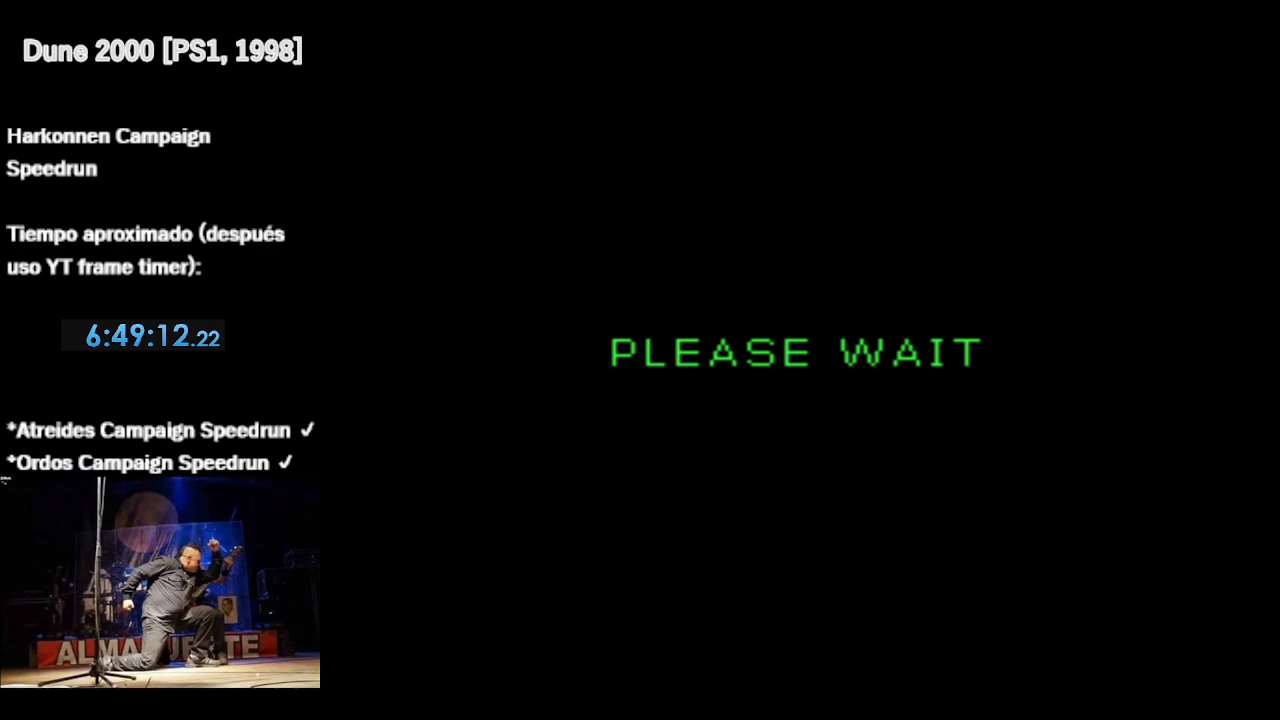 Dune 2000 [PS1, 1998]
Harkonnen Campaign
Speedrun
Tiempo aproximado (después
uso YT frame timer):
6:49:12.22
PLEASE WAIT
*Atreides Campaign Speedrun ✓
*Ordos Campaign Speedrun ✓